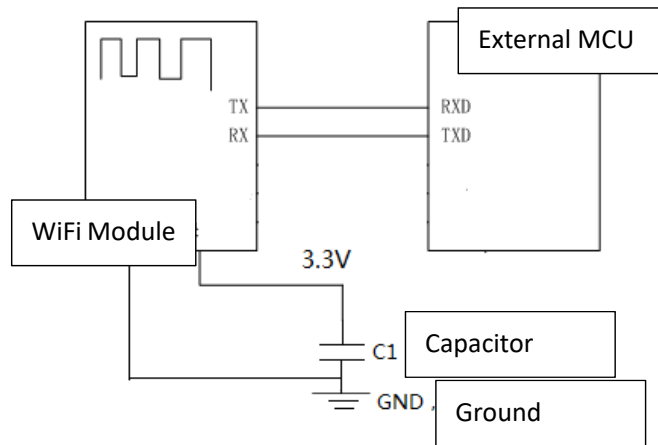 External MCU
TX
RXD
RX
TXD
WiFi Module
3.3V
C1
Capacitor
GND ,
Ground